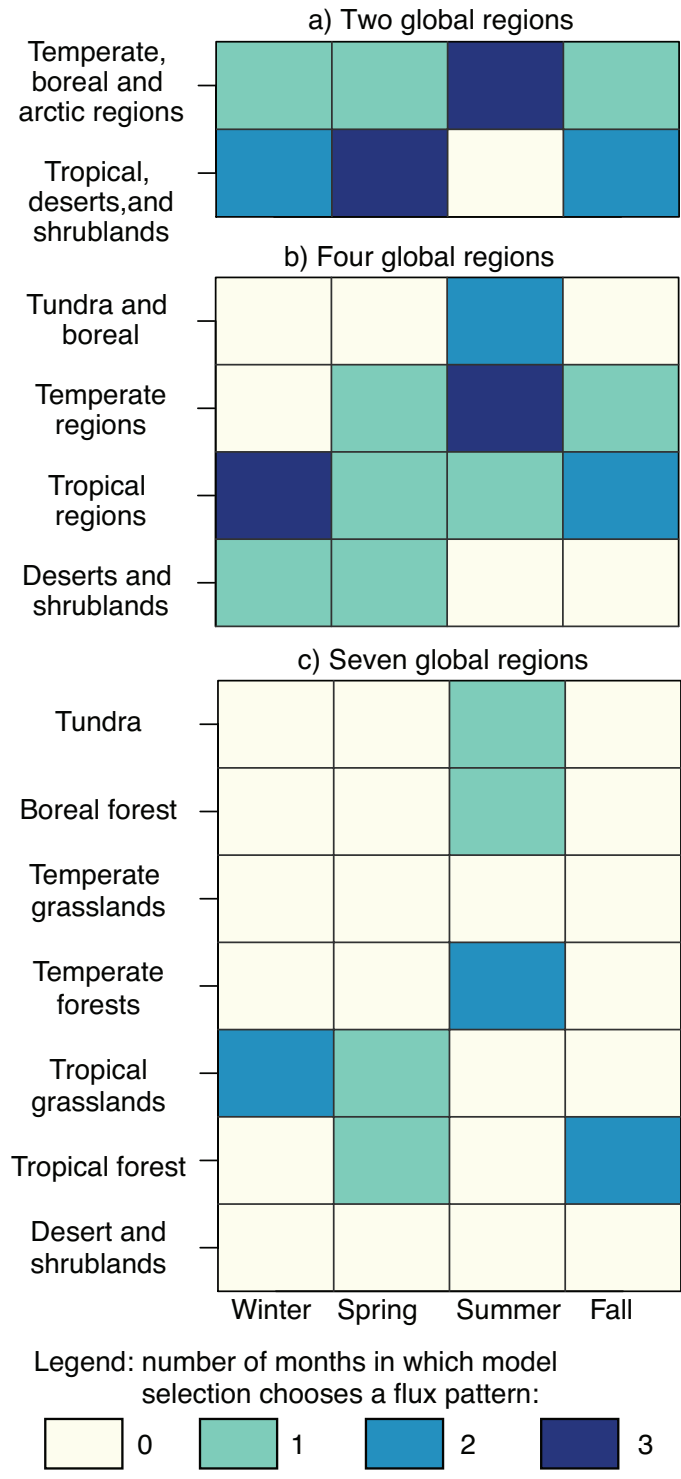 a) Two global regions
Temperate,
boreal and
arctic regions
Tropical,
deserts,and
shrublands
b) Four global regions
Tundra and
boreal
Temperate
regions
Tropical
regions
Deserts and
shrublands
c) Seven global regions
Tundra
Boreal forest
Temperate
grasslands
Temperate
forests
Tropical
grasslands
Tropical forest
Desert and
shrublands
Winter Spring Summer Fall
Legend: number of months in which model
selection chooses a flux pattern:
0 1 2 3